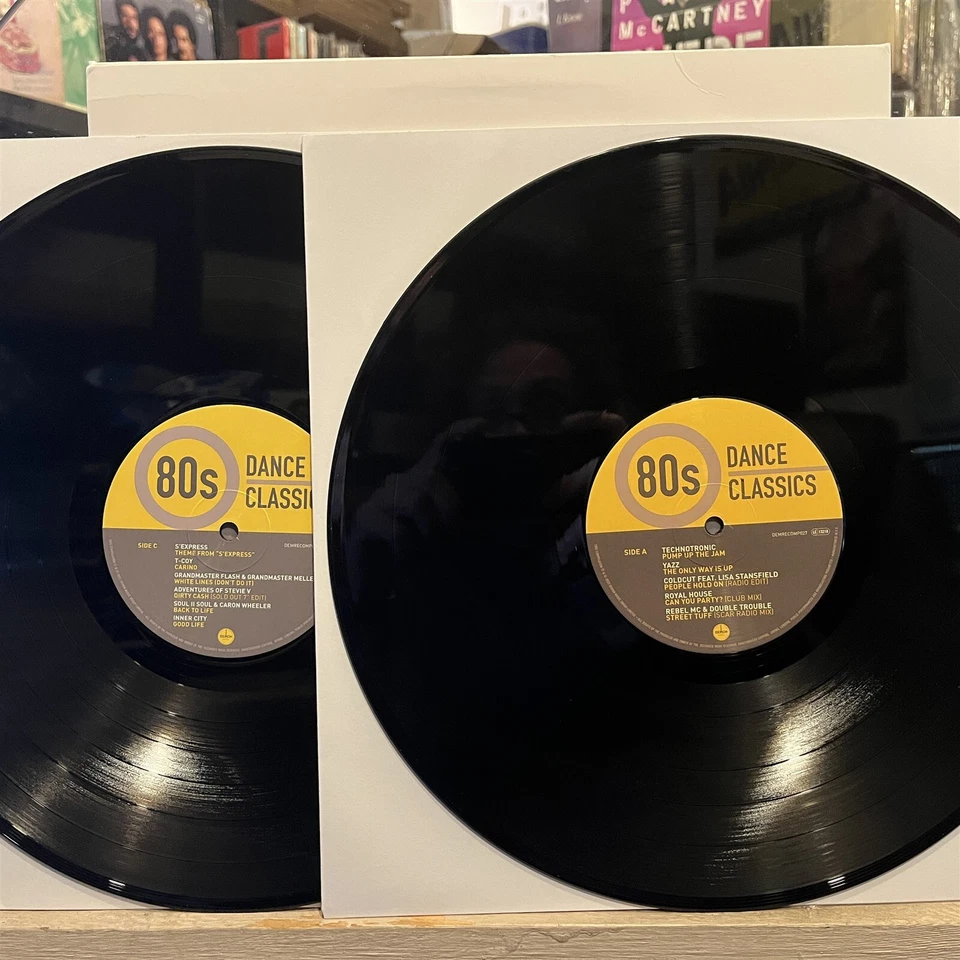 P
McCARTNEY
80s
DANCE
CLASSIC
SIDE C
S'EXPRESS
THEME FROM "S'EXPRESS"
T-COY
CARINO
GRANDMASTER FLASH & GRANDMASTER MELLE
WHITE LINES (DON'T DO IT)
ADVENTURES OF STEVIE V
DIRTY CASH (SOLD OUT 7" EDIT)
SOUL II SOUL & CARON WHEELER
BACK TO LIFE
INNER CITY
GOOD LIFE
80s
DANCE
CLASSICS
DEMRECCOMP027
SIDE A
TECHNOTRONIC
PUMP UP THE JAM
YAZZ
THE ONLY WAY IS UP
COLDCUT FEAT. LISA STANSFIELD
PEOPLE HOLD ON (RADIO EDIT)
ROYAL HOUSE
CAN YOU PARTY? (CLUB MIX)
REBEL MC & DOUBLE TROUBLE
STREET TUFF (SCAR RADIO MIX)
DEMON